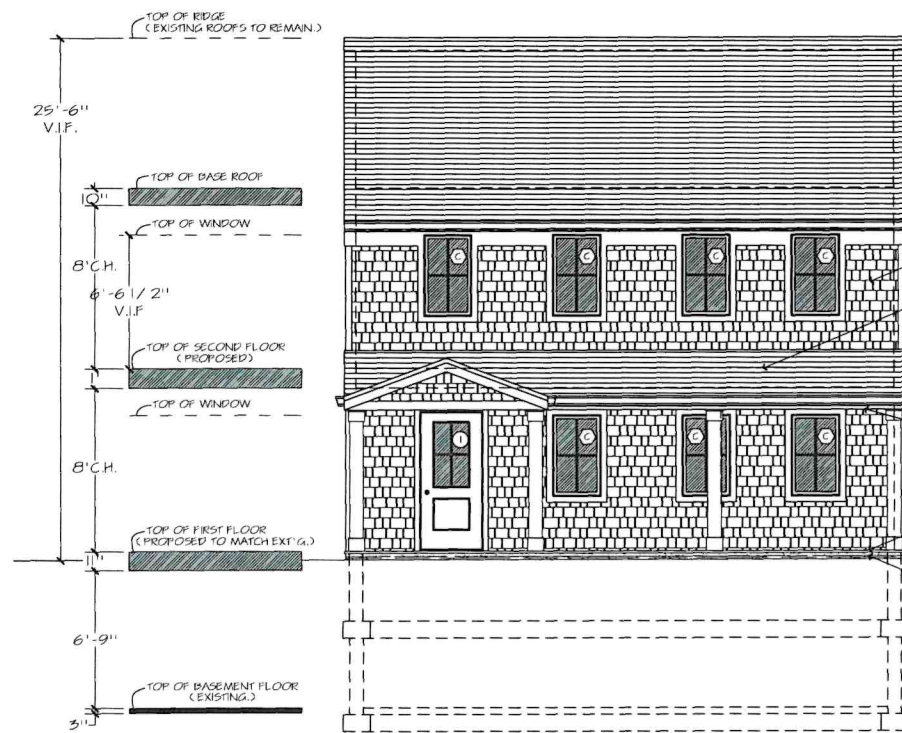 TOP OF RIDGE
(EXISTING ROOFS TO REMAIN.)
25'-6"
V.I.F.
TOP OF BASE ROOF
10"
TOP OF WINDOW
8' C.H.
6'-6 1/2"
V.I.F
C
C
C
C
TOP OF SECOND FLOOR
(PROPOSED)
TOP OF WINDOW
1
C
C
C
8' C.H.
TOP OF FIRST FLOOR
(PROPOSED TO MATCH EXT'G.)
6'-9"
TOP OF BASEMENT FLOOR
(EXISTING.)
3"